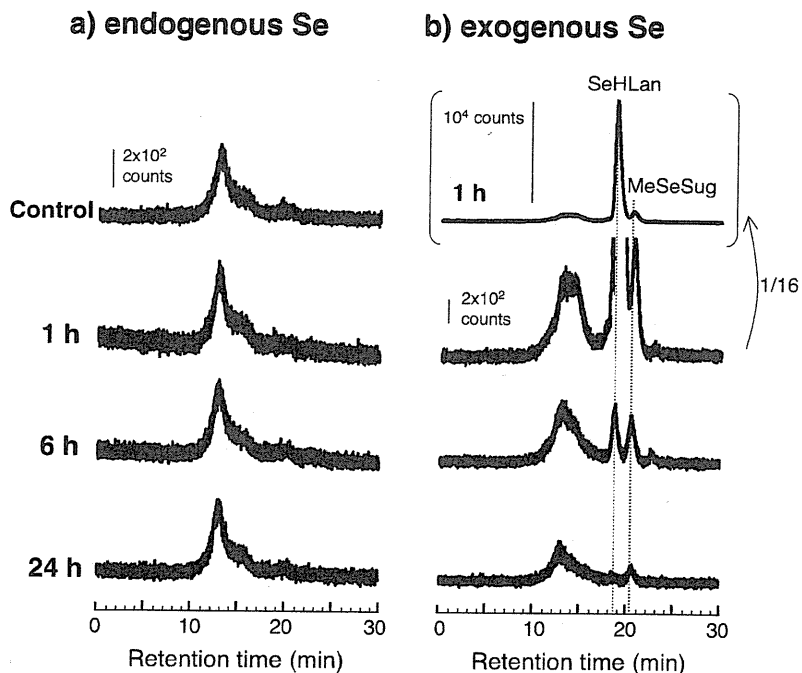 a) endogenous Se
b) exogenous Se
SeHLan
10⁴ counts
2x10²
counts
1 h
MeSeSug
Control
1/16
2x10²
counts
1 h
6 h
24 h
0 10 20 30
0 10 20 30
Retention time (min)
Retention time (min)